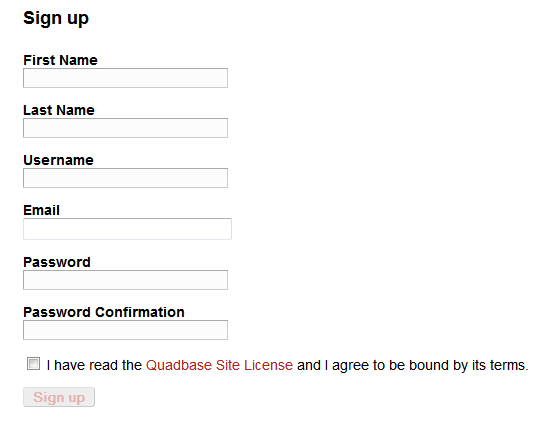 Sign up
First Name
Last Name
Username
Email
Password
Password Confirmation
I have read the Quadbase Site License and I agree to be bound by its terms.
Sign up